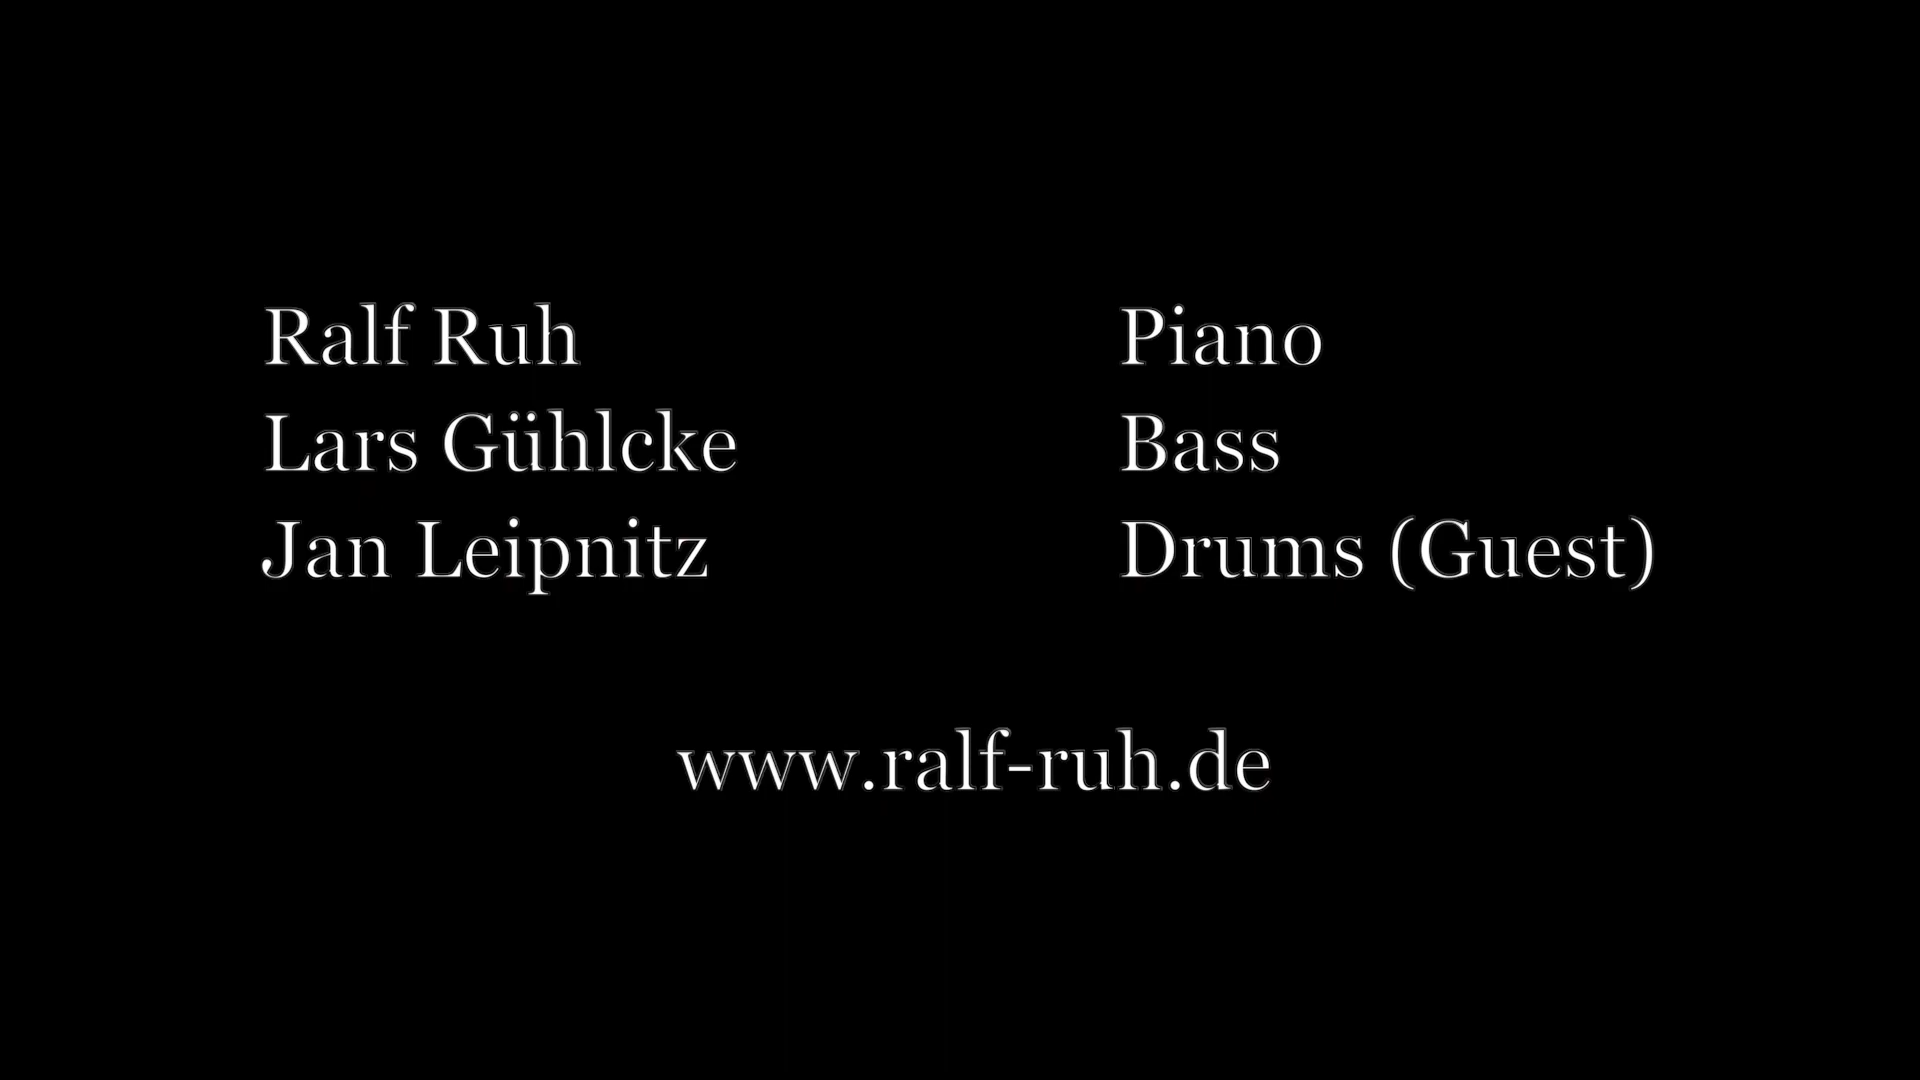 Ralf Ruh Piano
Lars Gühlcke Bass
Jan Leipnitz Drums (Guest)
www.ralf-ruh.de